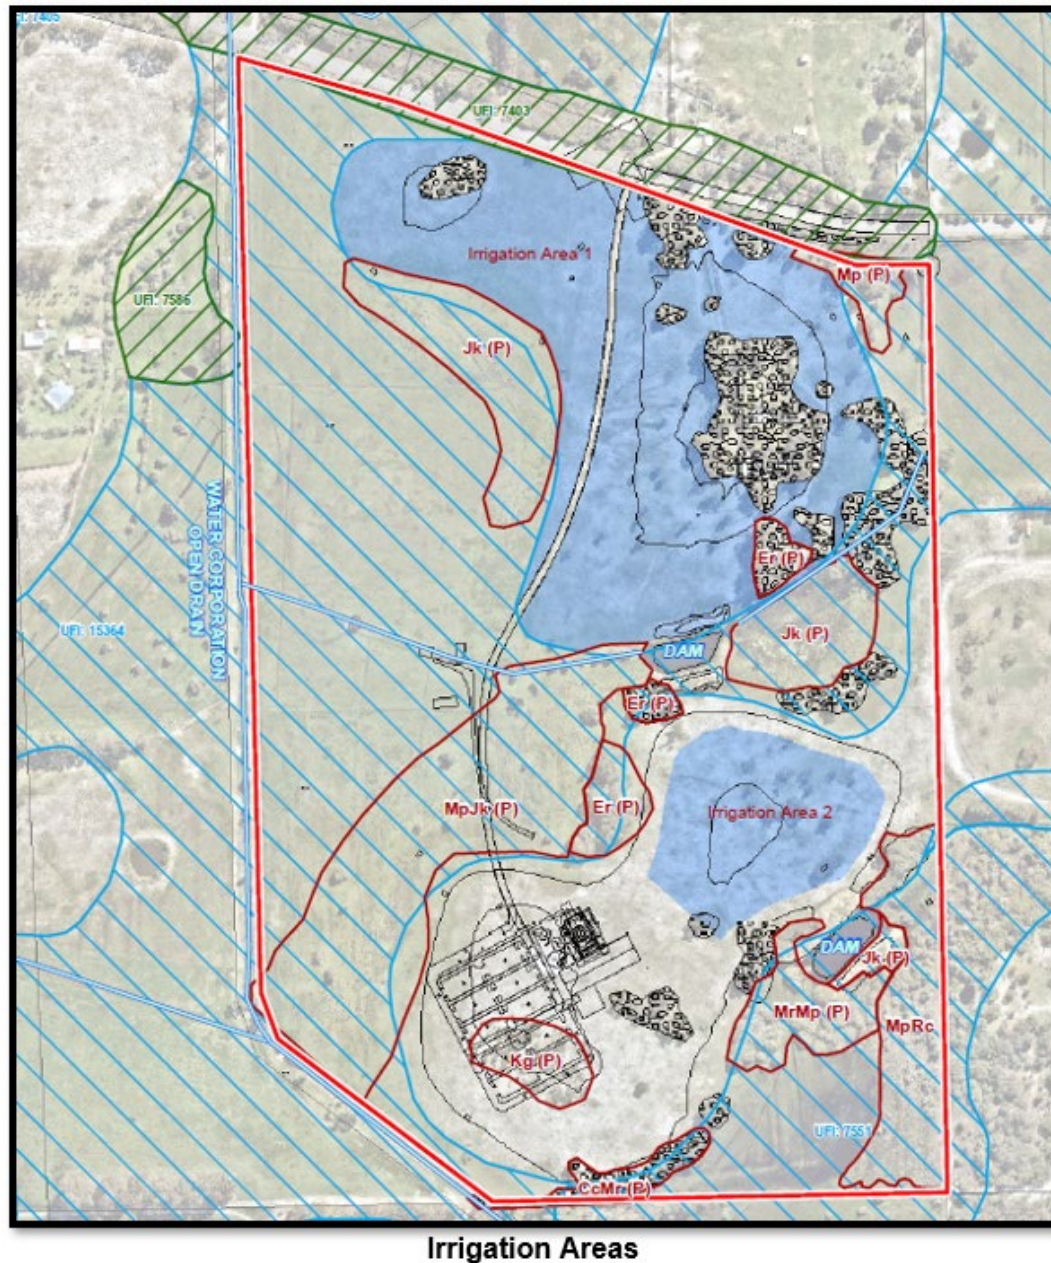 UFI: 7403
UFI: 7586
Irrigation Area 1
Mp (P)
Jk (P)
Er (P)
WATER CORPORATION
OPEN DRAIN
UFI: 15364
Jk (P)
DAM
Er (P)
MpJk (P)
Er (P)
Irrigation Area 2
DAM
Jk (P)
MrMp (P)
MpRc
Kg (P)
UFI: 7551
CcMr (P)
Irrigation Areas